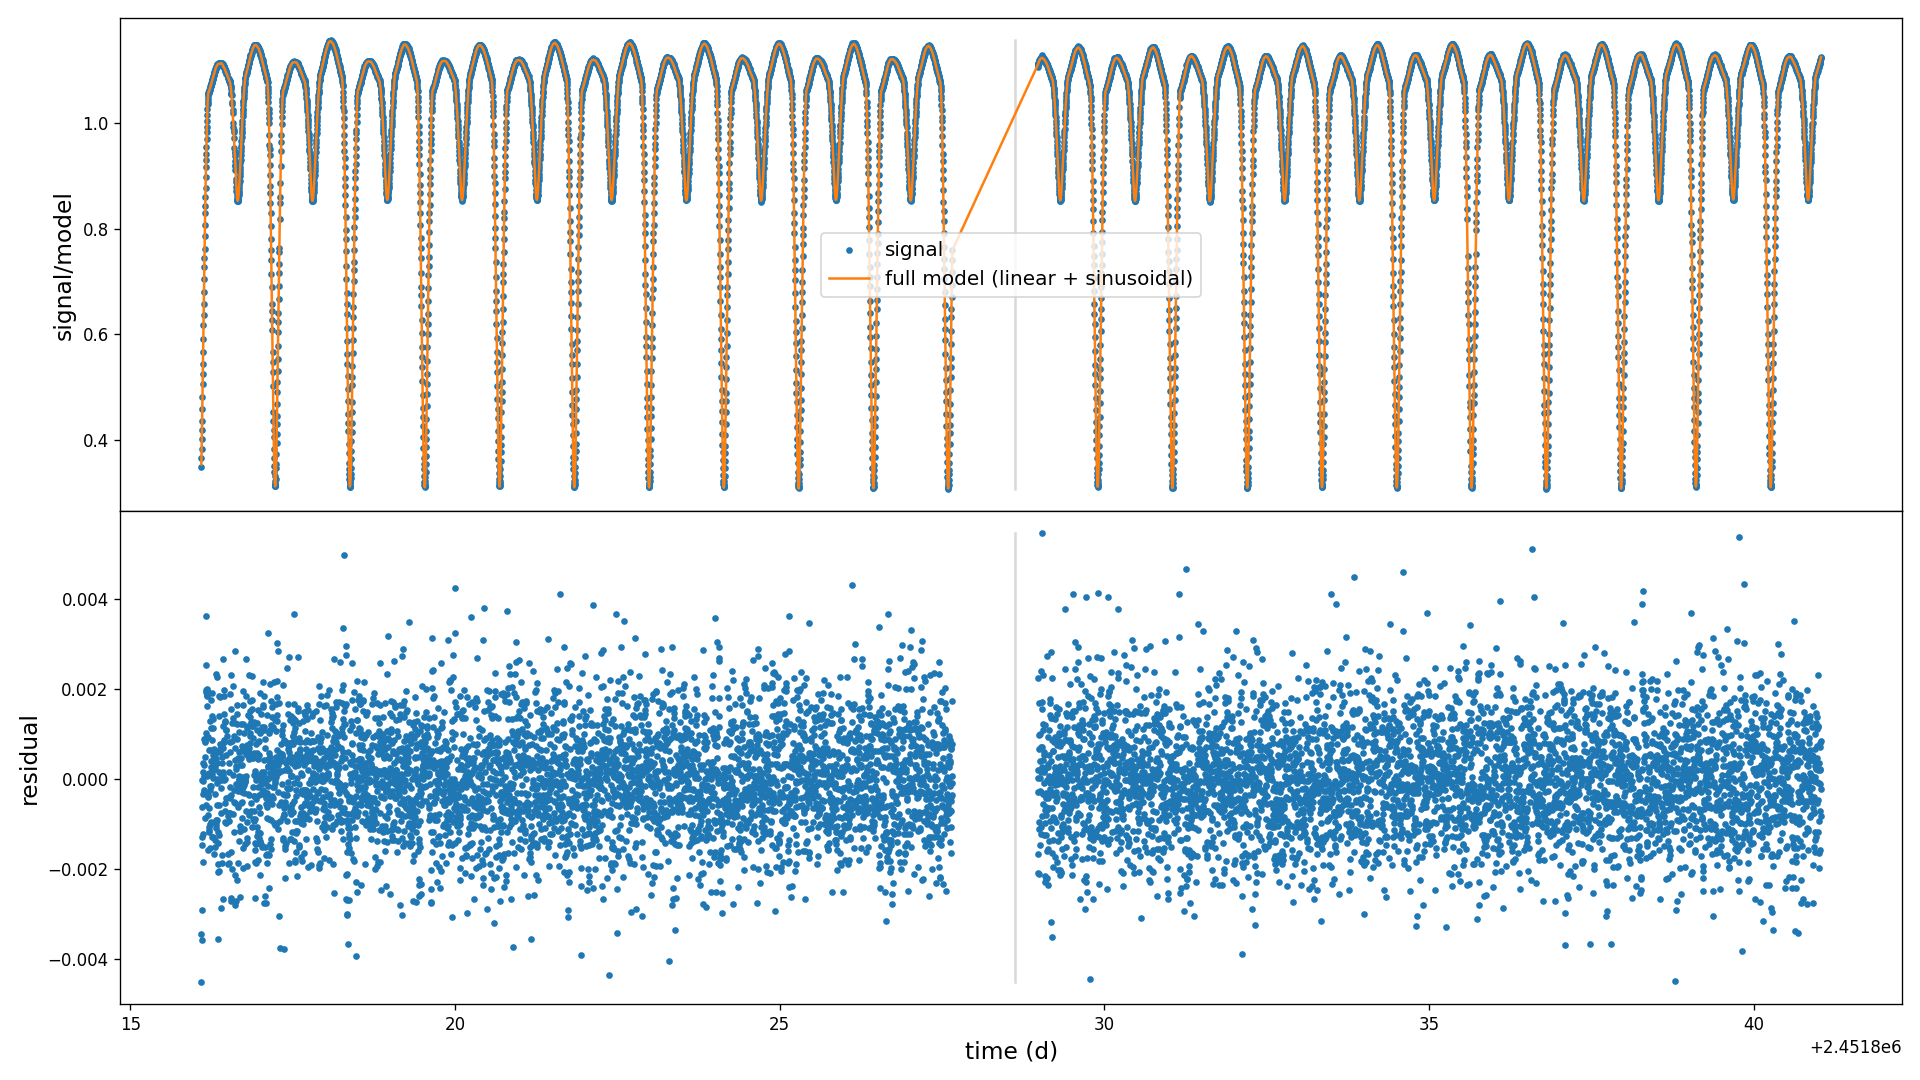 signal/model
1.0
0.8
0.6
0.4
signal
full model (linear + sinusoidal)
residual
0.004
0.002
0.000
−0.002
−0.004
15
20
25
30
35
40
time (d)
+2.4518e6